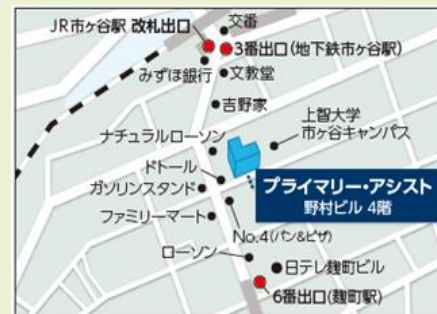 交番
JR市ヶ谷駅 改札出口
3番出口(地下鉄市ヶ谷駅)
みずほ銀行
文教堂
吉野家
上智大学
市ヶ谷キャンパス
ナチュラルローソン
ドトール
ガソリンスタンド
プライマリー・アシスト
野村ビル 4階
ファミリーマート
No.4(パン&ピザ)
ローソン
日テレ麹町ビル
6番出口(麹町駅)